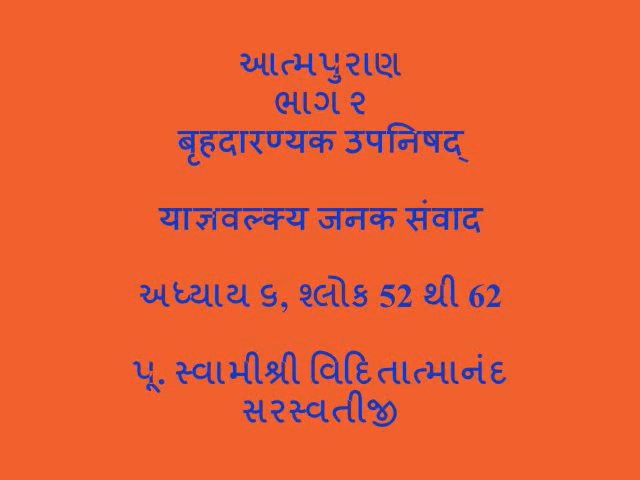 આત્મપુરાણ
ભાગ ૨
बृहदारण्यक उपनिषद्
याज्ञवल्क्य जनक संवाद
અધ્યાય ૬, શ્લોક 52 થી 62
પૂ. સ્વામીશ્રી વિદિતાત્માનંદ
સરસ્વતીજી